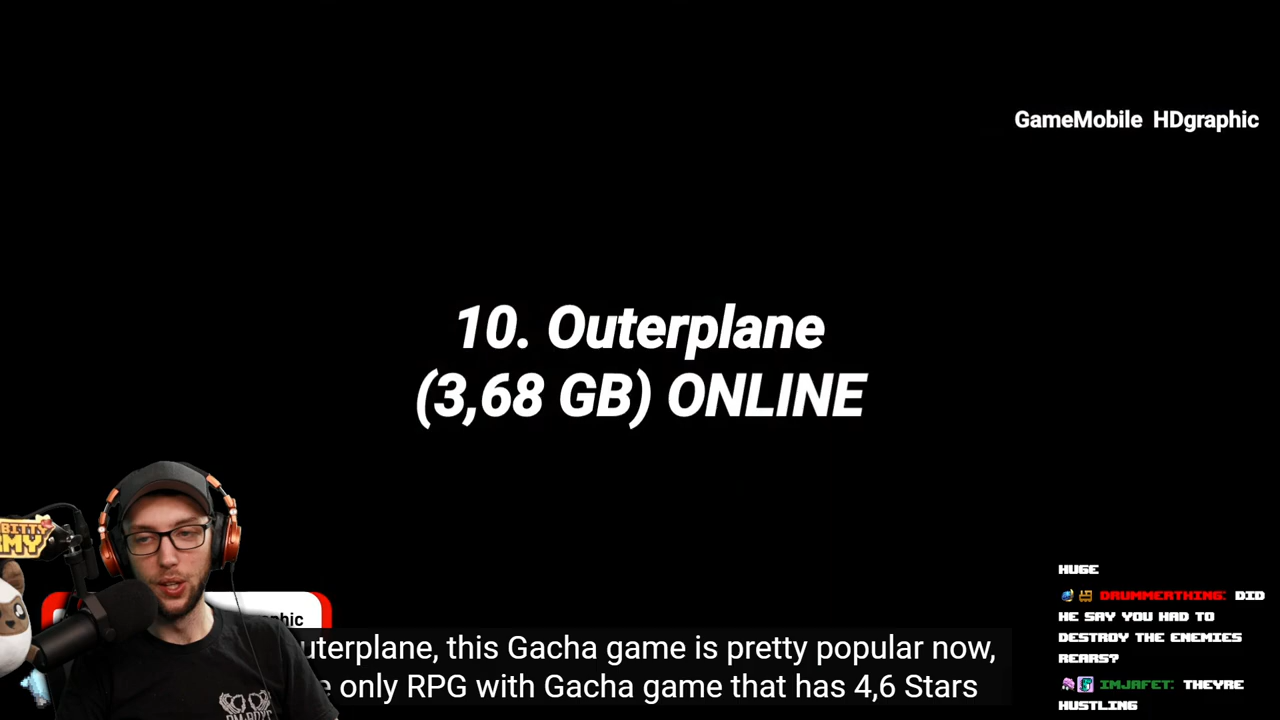 GameMobile HDgraphic
10. Outerplane
(3,68 GB) ONLINE
BITTY
HUGE
DRUMMERTHING: DID
HE SAY YOU HAD TO
DESTROY THE ENEMIES
REARS?
IMJAFET: THEYRE
HUSTLING
uterplane, this Gacha game is pretty popular now,
e only RPG with Gacha game that has 4,6 Stars